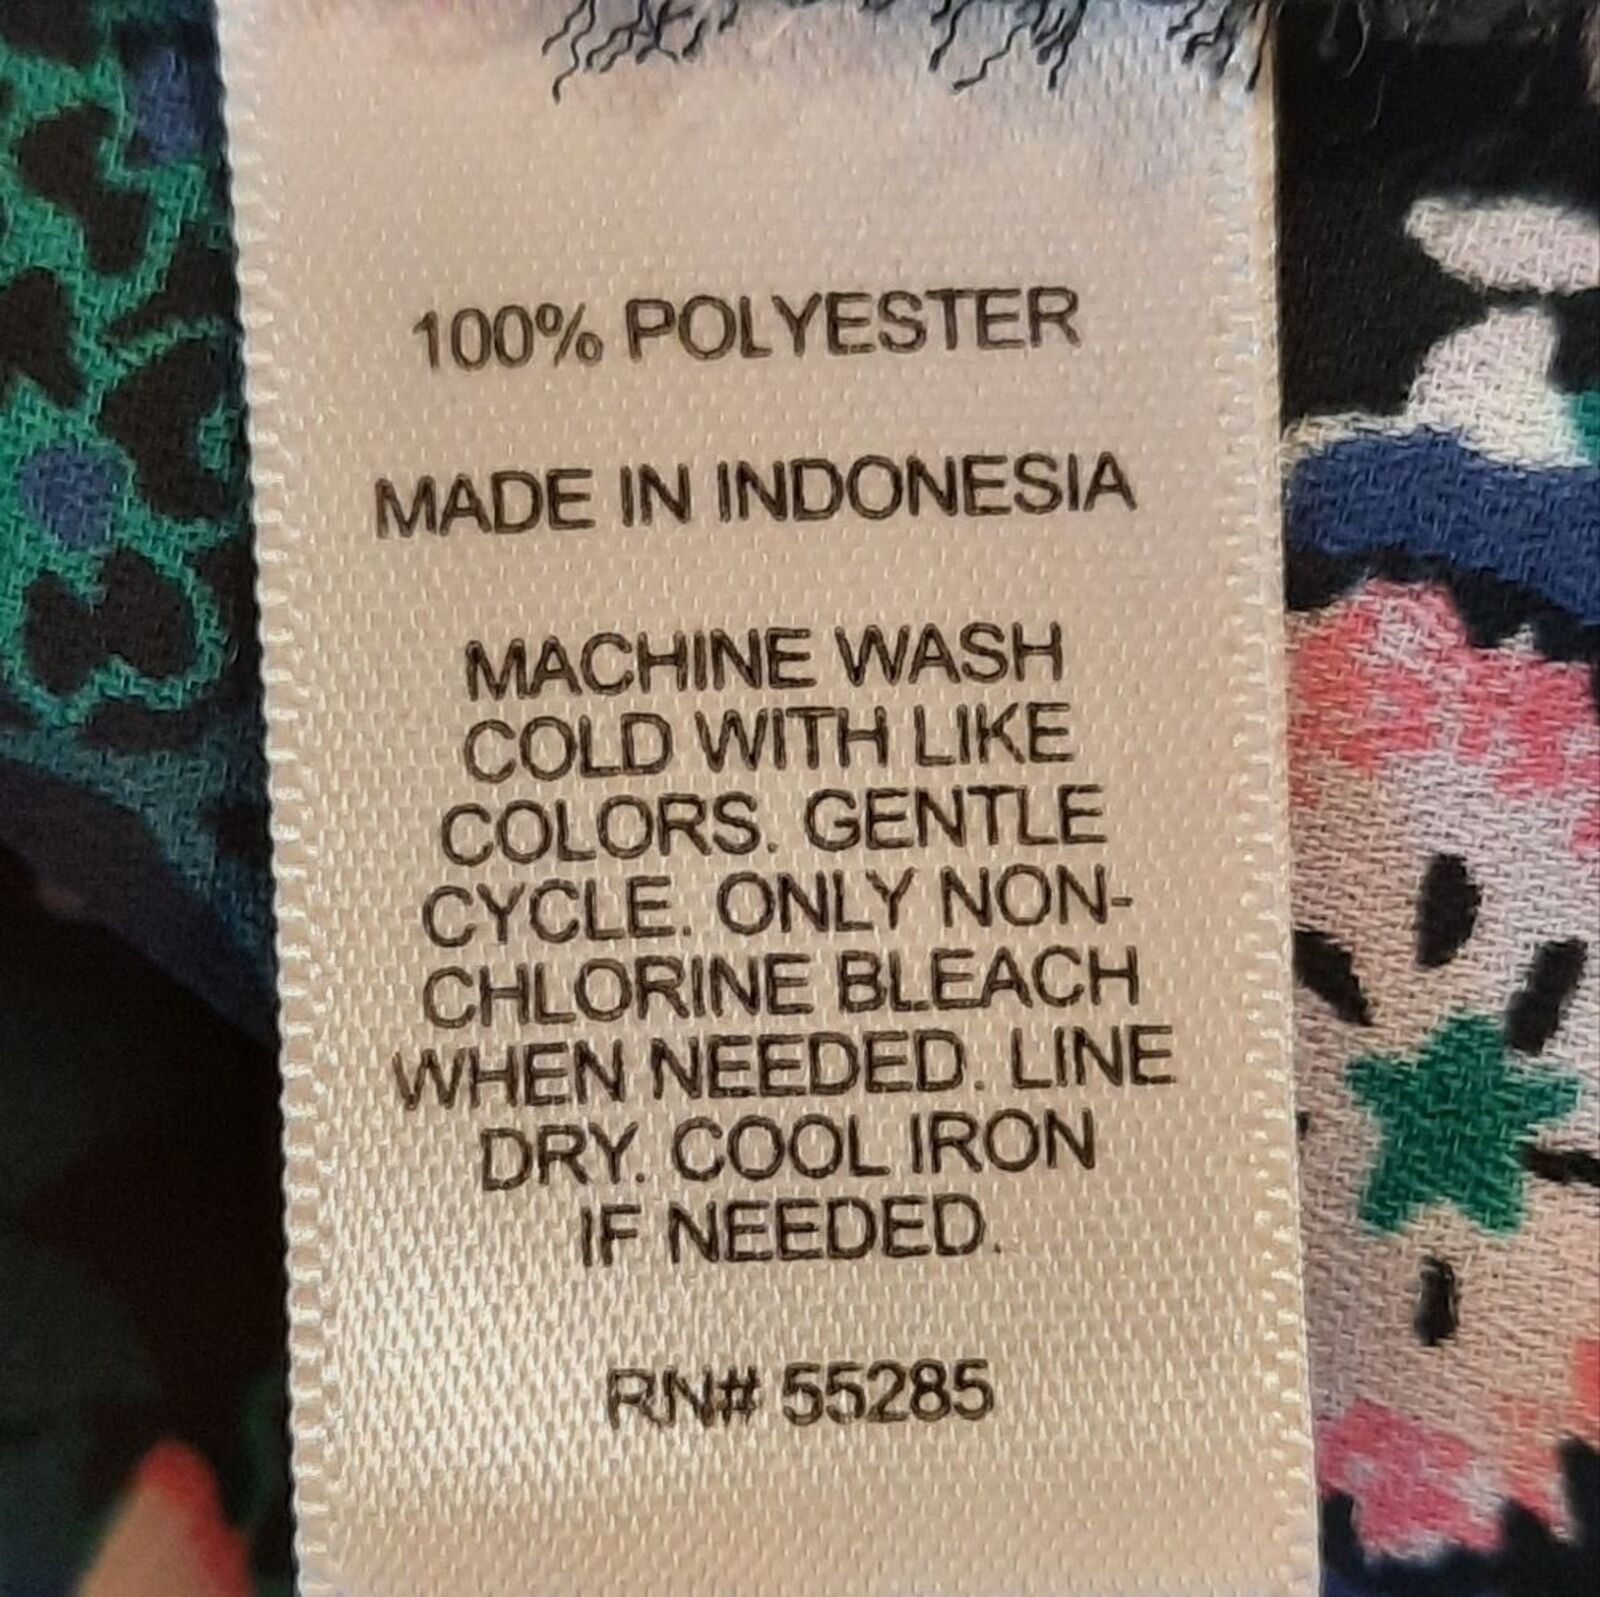 100% POLYESTER
MADE IN INDONESIA
MACHINE WASH
COLD WITH LIKE
COLORS. GENTLE
CYCLE. ONLY NON-
CHLORINE BLEACH
WHEN NEEDED. LINE
DRY. COOL IRON
IF NEEDED.
RN# 55285